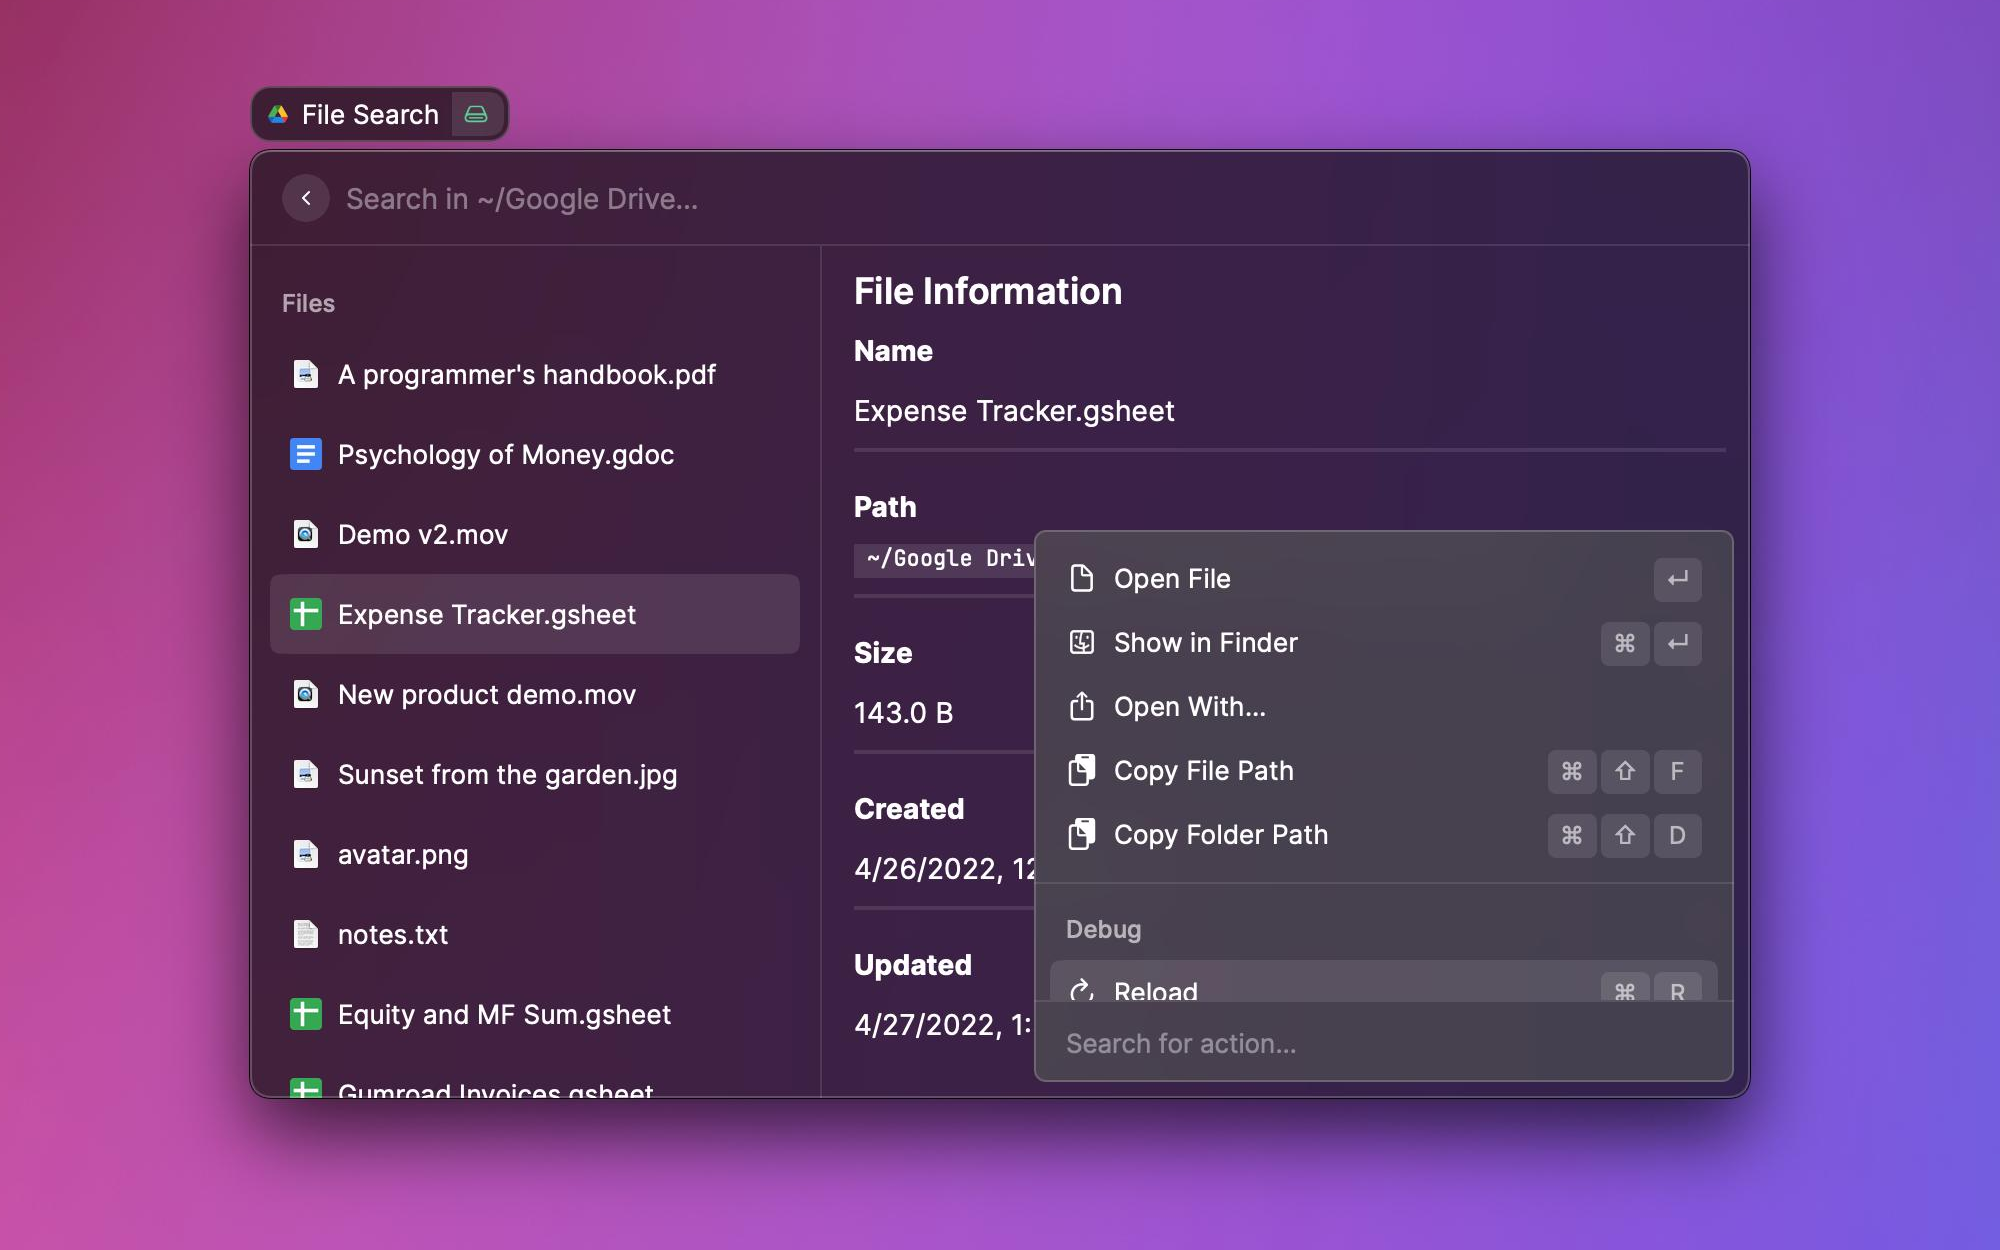 File Search
Search in ~/Google Drive...
Files
A programmer's handbook.pdf
Psychology of Money.gdoc
Demo v2.mov
Expense Tracker.gsheet
New product demo.mov
Sunset from the garden.jpg
avatar.png
notes.txt
Equity and MF Sum.gsheet
Gumroad Invoices.gsheet
File Information
Name
Expense Tracker.gsheet
Path
~/Google Driv
Size
143.0 B
Created
4/26/2022, 12
Updated
4/27/2022, 1:
Open File ↵
Show in Finder ⌘ ↵
Open With...
Copy File Path ⌘ ⇧ F
Copy Folder Path ⌘ ⇧ D
Debug
Reload ⌘ R
Search for action...